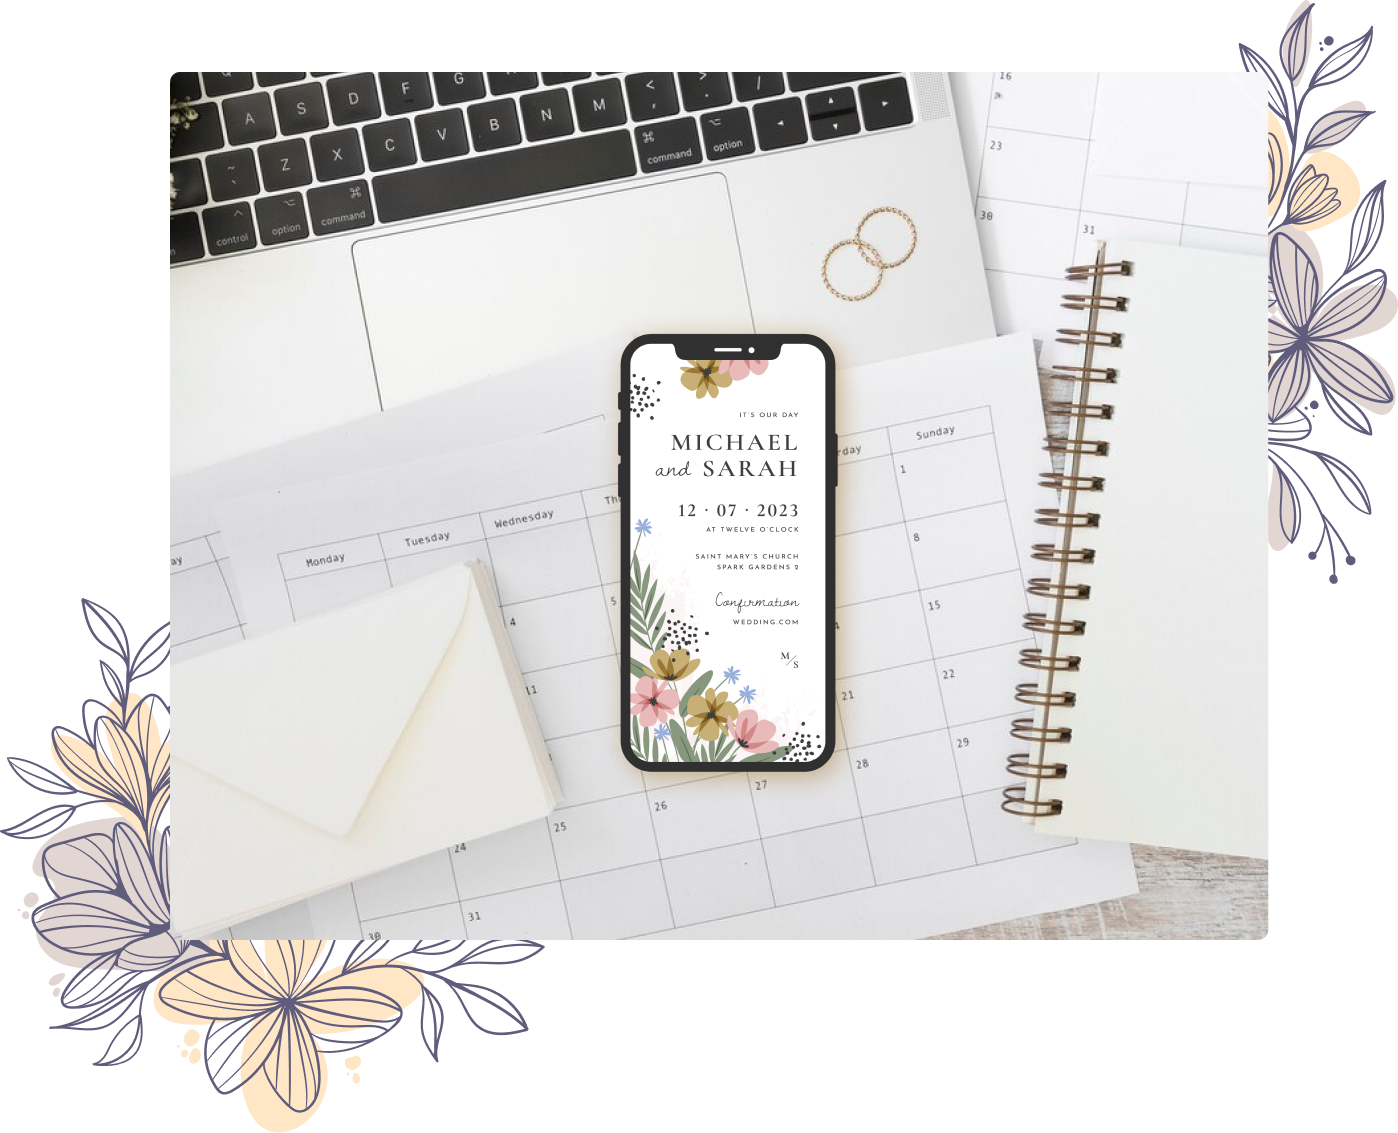 Q
A S D F G
Z X C V B N M < , > . /
~ `
⌘ command ⌥ option
^ control ⌥ option ⌘ command
16
23
30
31
IT'S OUR DAY
MICHAEL
and SARAH
12 · 07 · 2023
AT TWELVE O'CLOCK
SAINT MARY'S CHURCH
SPARK GARDENS 2
Confirmation
WEDDING.COM
M/S
Monday Tuesday Wednesday Th rday Sunday
ay
1
8
4 5 15
11 21 22
24 25 26 27 28 29
30 31